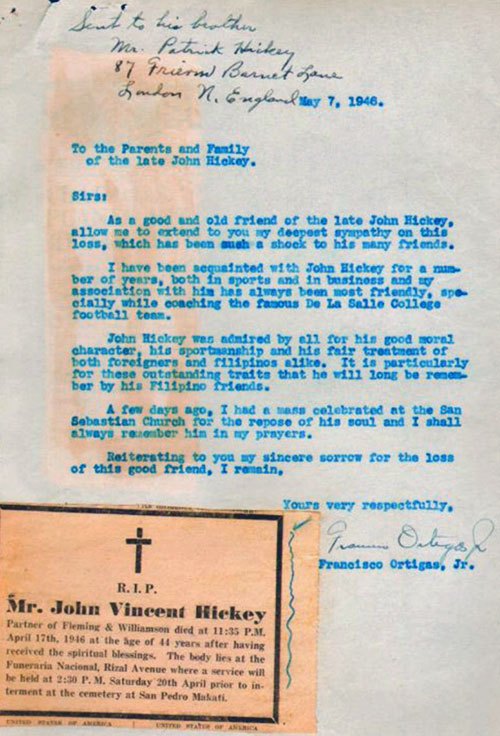 Sent to his brother
Mr. Patrick Hickey
87 Friern Barnet Lane
London N. England May 7, 1946.
To the Parents and Family
of the late John Hickey.
Sirs:
As a good and old friend of the late John Hickey,
allow me to extend to you my deepest sympathy on this
loss, which has been such a shock to his many friends.
I have been acquainted with John Hickey for a num-
ber of years, both in sports and in business and my
association with him has always been most friendly, spe-
cially while coaching the famous De La Salle College
football team.
John Hickey was admired by all for his good moral
character, his sportmanship and his fair treatment of
both foreigners and filipinos alike. It is particularly
for these outstanding traits that he will long be remem-
ber by his Filipino friends.
A few days ago, I had a mass celebrated at the San
Sebastian Church for the repose of his soul and I shall
always remember him in my prayers.
Reiterating to you my sincere sorrow for the loss
of this good friend, I remain,
Yours very respectfully,
Francisco Ortigas Jr
Francisco Ortigas, Jr.
R. I. P.
Mr. John Vincent Hickey
Partner of Fleming & Williamson died at 11:35 P.M.
April 17th, 1946 at the age of 44 years after having
received the spiritual blessings. The body lies at the
Funeraria Nacional, Rizal Avenue where a service will
be held at 2:30 P. M. Saturday 20th April prior to in-
terment at the cemetery at San Pedro Makati.
UNITED STATES OF AMERICA UNITED STATES OF AMERICA